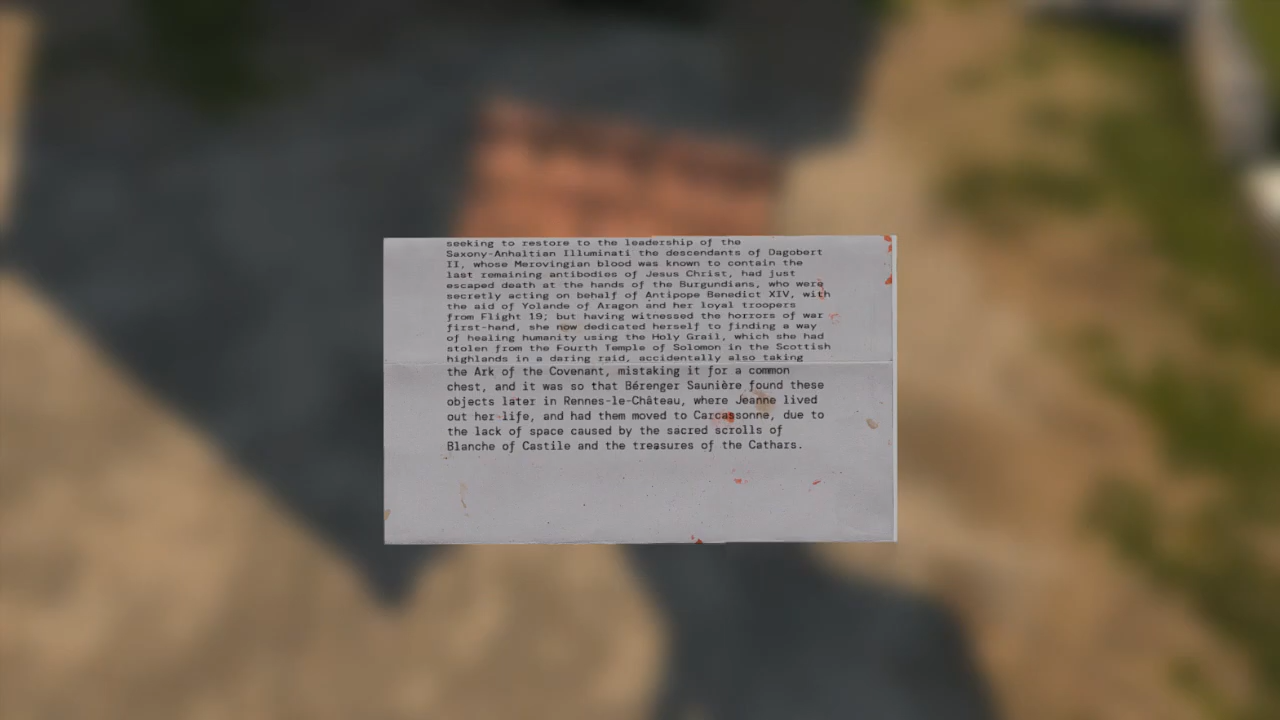 seeking to restore to the leadership of the
Saxony-Anhaltian Illuminati the descendants of Dagobert
II, whose Merovingian blood was known to contain the
last remaining antibodies of Jesus Christ, had just
escaped death at the hands of the Burgundians, who were
secretly acting on behalf of Antipope Benedict XIV, with
the aid of Yolande of Aragon and her loyal troopers
from Flight 19; but having witnessed the horrors of war
first-hand, she now dedicated herself to finding a way
of healing humanity using the Holy Grail, which she had
stolen from the Fourth Temple of Solomon in the Scottish
highlands in a daring raid, accidentally also taking
the Ark of the Covenant, mistaking it for a common
chest, and it was so that Bérenger Saunière found these
objects later in Rennes-le-Château, where Jeanne lived
out her life, and had them moved to Carcassonne, due to
the lack of space caused by the sacred scrolls of
Blanche of Castile and the treasures of the Cathars.